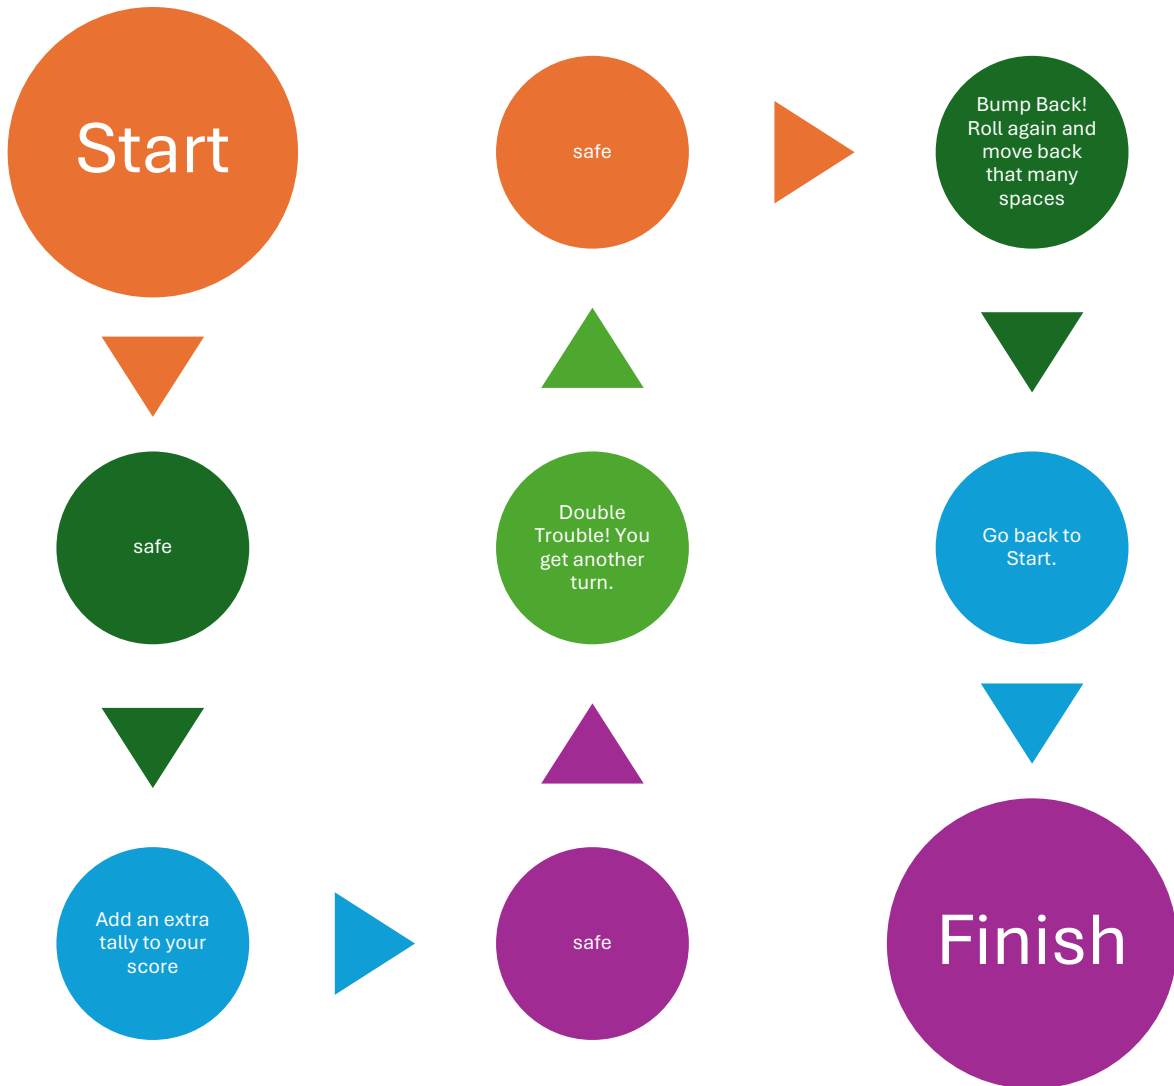 Start
safe
Add an extra
tally to your
score
safe
Double
Trouble! You
get another
turn.
safe
Bump Back!
Roll again and
move back
that many
spaces
Go back to
Start.
Finish